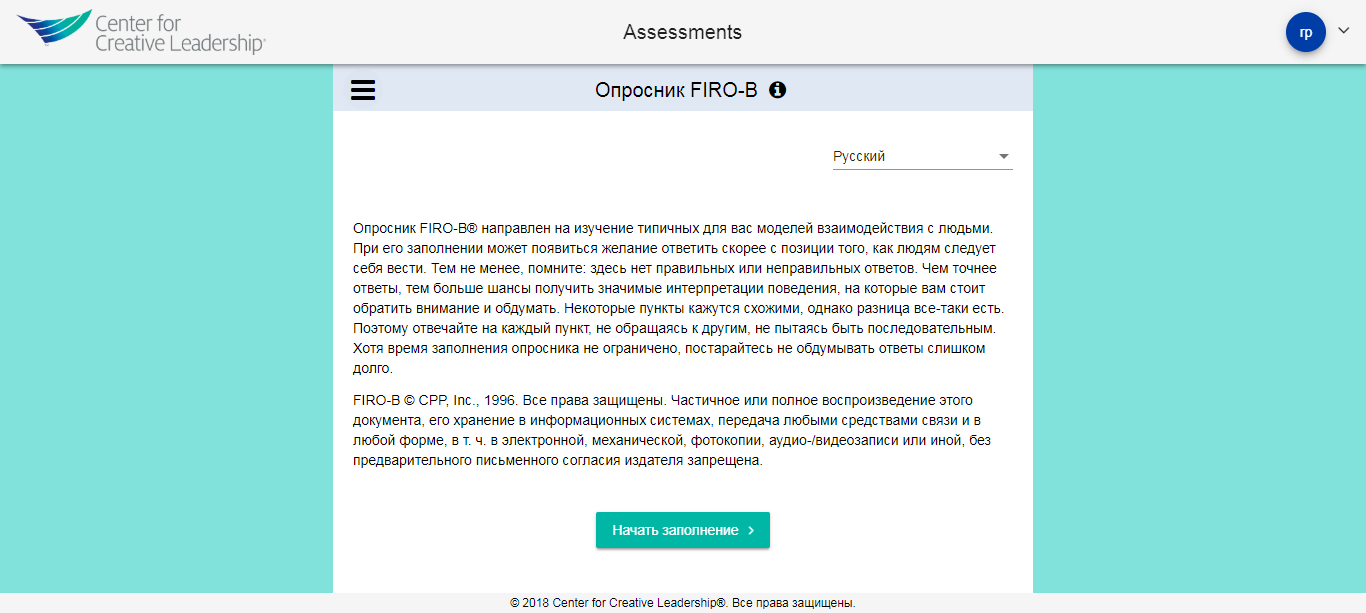 Center for
Creative Leadership®
Assessments
гр
Опросник FIRO-B
Русский
Опросник FIRO-B® направлен на изучение типичных для вас моделей взаимодействия с людьми.
При его заполнении может появиться желание ответить скорее с позиции того, как людям следует
себя вести. Тем не менее, помните: здесь нет правильных или неправильных ответов. Чем точнее
ответы, тем больше шансы получить значимые интерпретации поведения, на которые вам стоит
обратить внимание и обдумать. Некоторые пункты кажутся схожими, однако разница все-таки есть.
Поэтому отвечайте на каждый пункт, не обращаясь к другим, не пытаясь быть последовательным.
Хотя время заполнения опросника не ограничено, постарайтесь не обдумывать ответы слишком
долго.
FIRO-B © CPP, Inc., 1996. Все права защищены. Частичное или полное воспроизведение этого
документа, его хранение в информационных системах, передача любыми средствами связи и в
любой форме, в т. ч. в электронной, механической, фотокопии, аудио-/видеозаписи или иной, без
предварительного письменного согласия издателя запрещена.
Начать заполнение
© 2018 Center for Creative Leadership®. Все права защищены.